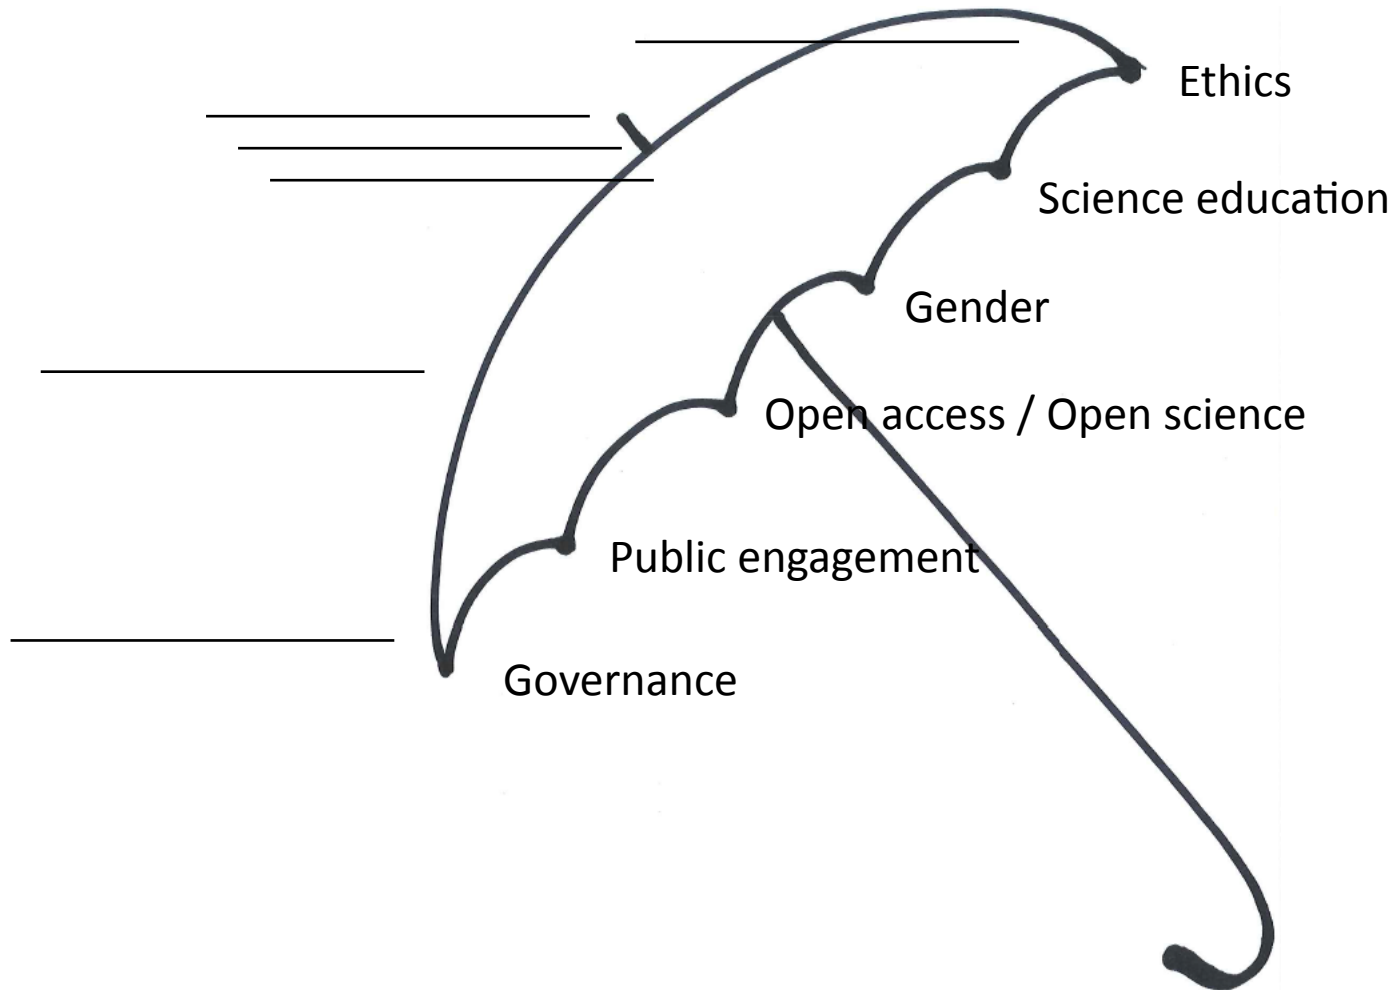 Ethics
Science education
Gender
Open access / Open science
Public engagement
Governance